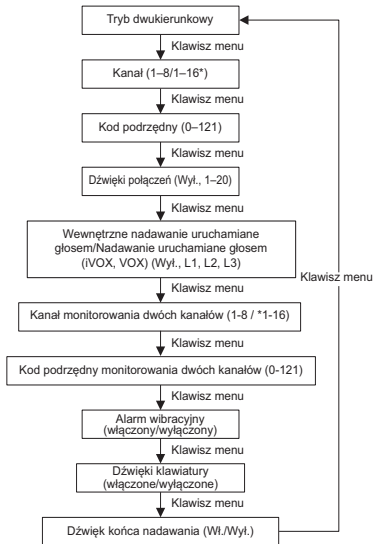 Tryb dwukierunkowy
Klawisz menu
Kanał (1–8/1–16*)
Klawisz menu
Kod podrzędny (0–121)
Klawisz menu
Dźwięki połączeń (Wył., 1–20)
Klawisz menu
Wewnętrzne nadawanie uruchamiane
głosem/Nadawanie uruchamiane głosem
(iVOX, VOX) (Wył., L1, L2, L3)
Klawisz menu
Klawisz menu
Kanał monitorowania dwóch kanałów (1-8 / *1-16)
Klawisz menu
Kod podrzędny monitorowania dwóch kanałów (0-121)
Klawisz menu
Alarm wibracyjny
(włączony/wyłączony)
Klawisz menu
Dźwięki klawiatury
(włączone/wyłączone)
Klawisz menu
Dźwięk końca nadawania (Wł./Wył.)